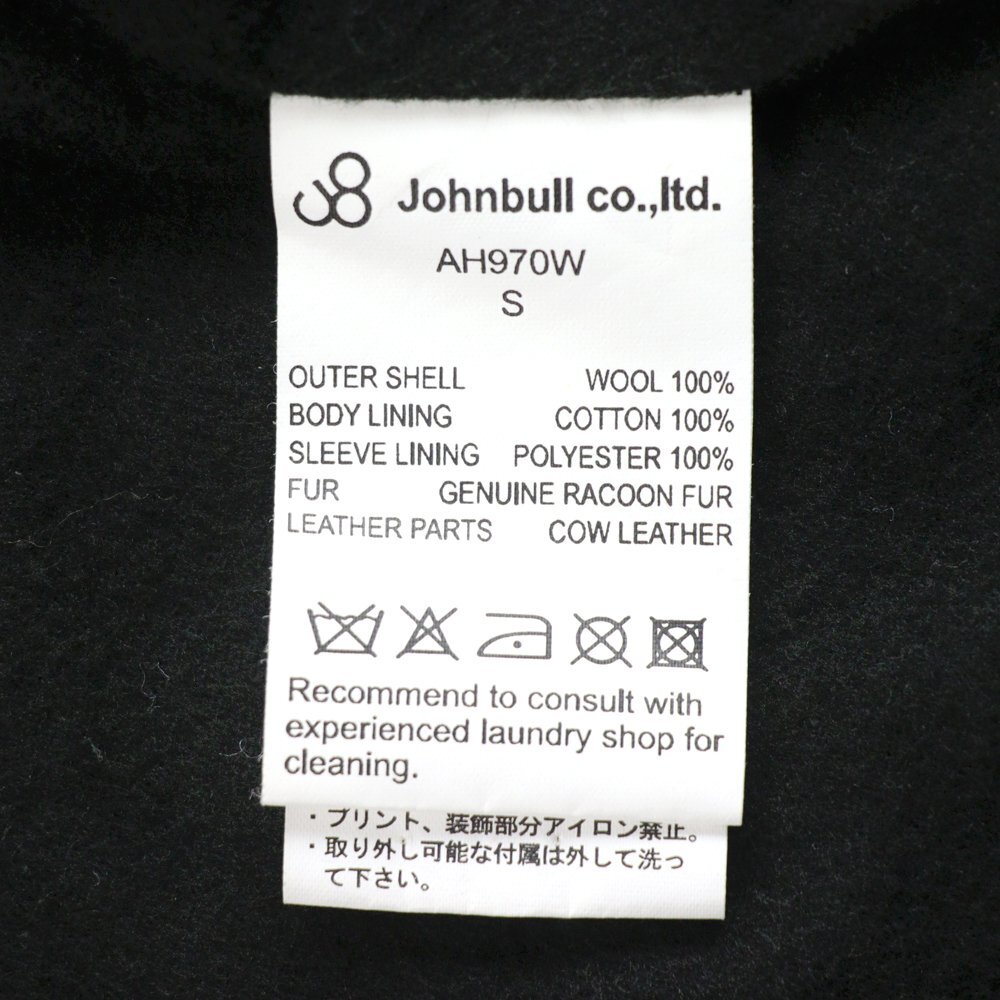 Johnbull co.,ltd.
AH970W
S
OUTER SHELL WOOL 100%
BODY LINING COTTON 100%
SLEEVE LINING POLYESTER 100%
FUR GENUINE RACOON FUR
LEATHER PARTS COW LEATHER
Recommend to consult with
experienced laundry shop for
cleaning.
・プリント、装飾部分アイロン禁止。
・取り外し可能な付属は外して洗っ
て下さい。